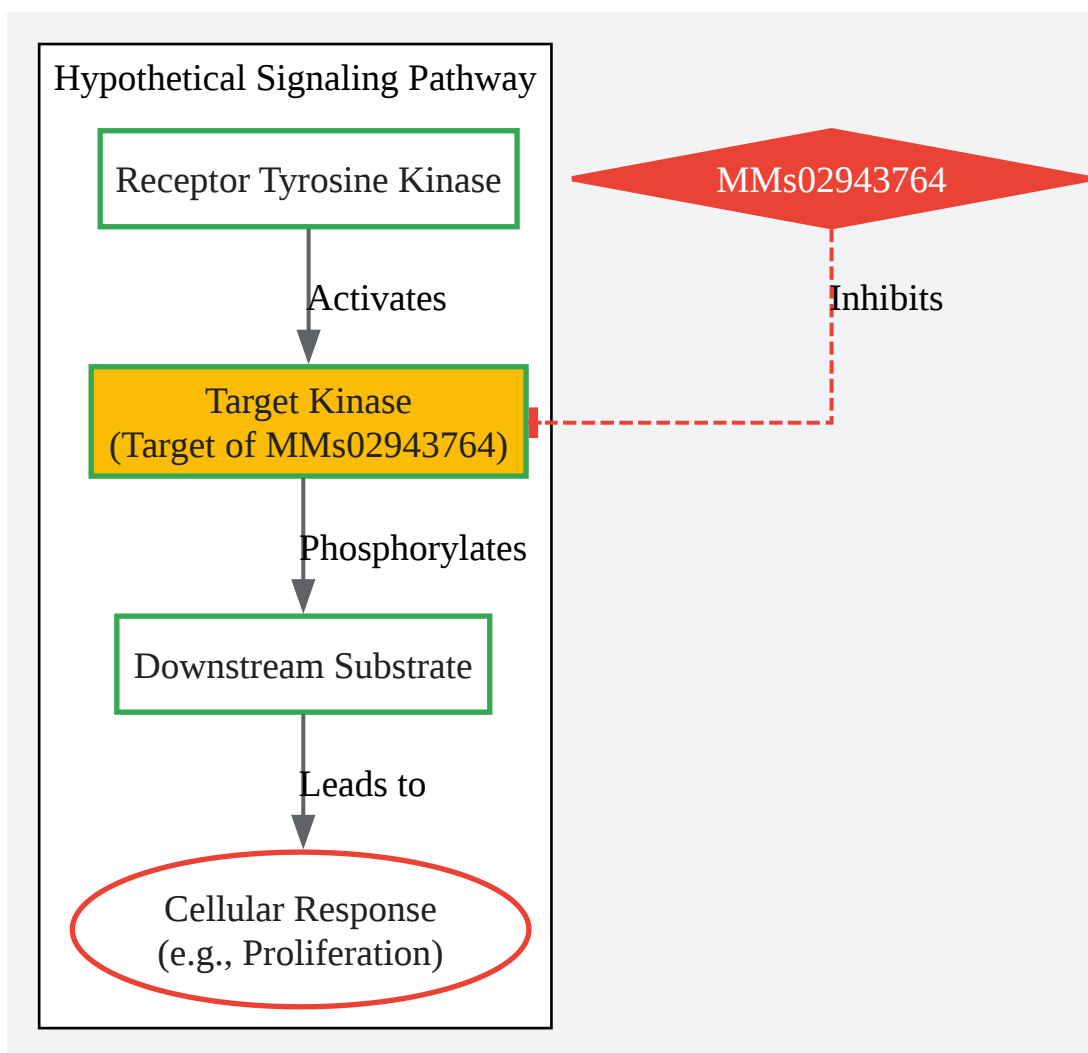 Hypothetical Signaling Pathway
Receptor Tyrosine Kinase
MMs02943764
Activates
Inhibits
Target Kinase
(Target of MMs02943764)
Phosphorylates
Downstream Substrate
Leads to
Cellular Response
(e.g., Proliferation)